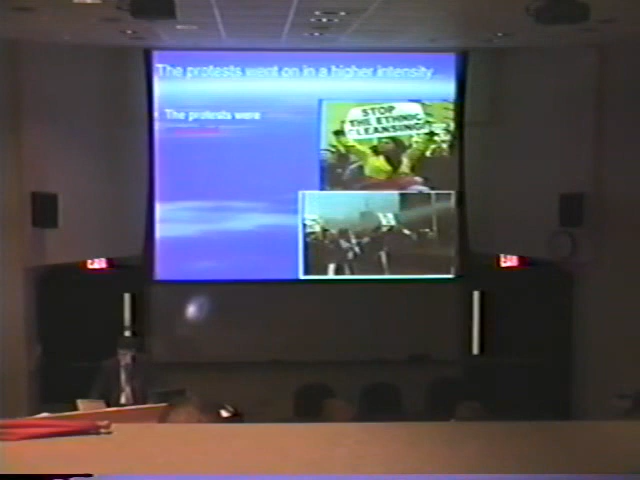 The protests went on in a higher intensity
The protests were
STOP
THE ETHNIC
CLEANSING
EXIT
EXIT